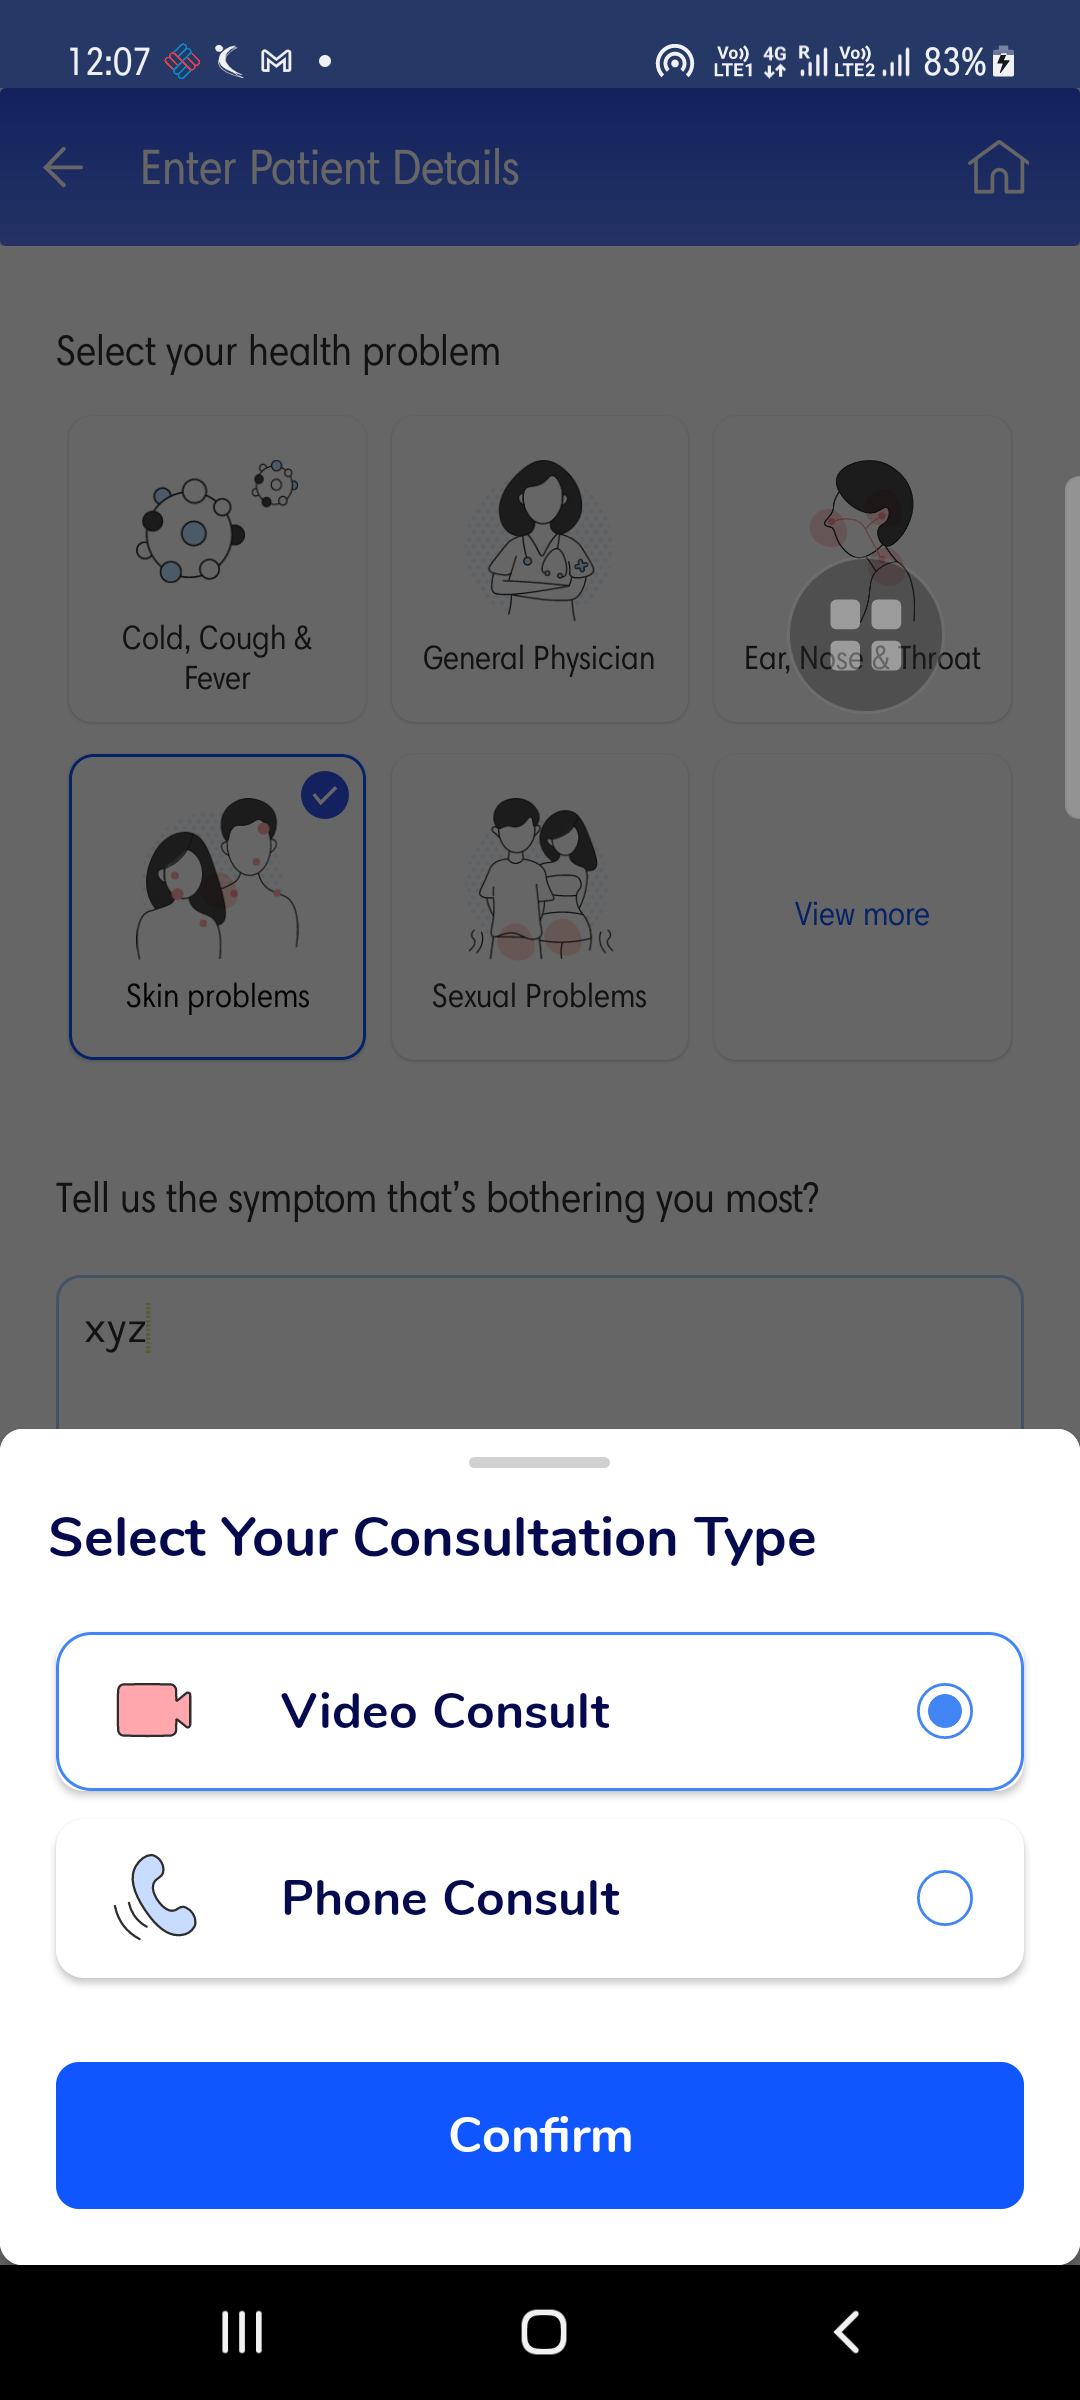 12:07
Vo)) LTE1 4G R Vo)) LTE2 83%
Enter Patient Details
Select your health problem
Cold, Cough &
Fever
General Physician
Ear, Nose & Throat
Skin problems
Sexual Problems
View more
Tell us the symptom that’s bothering you most?
xyz
Select Your Consultation Type
Video Consult
Phone Consult
Confirm